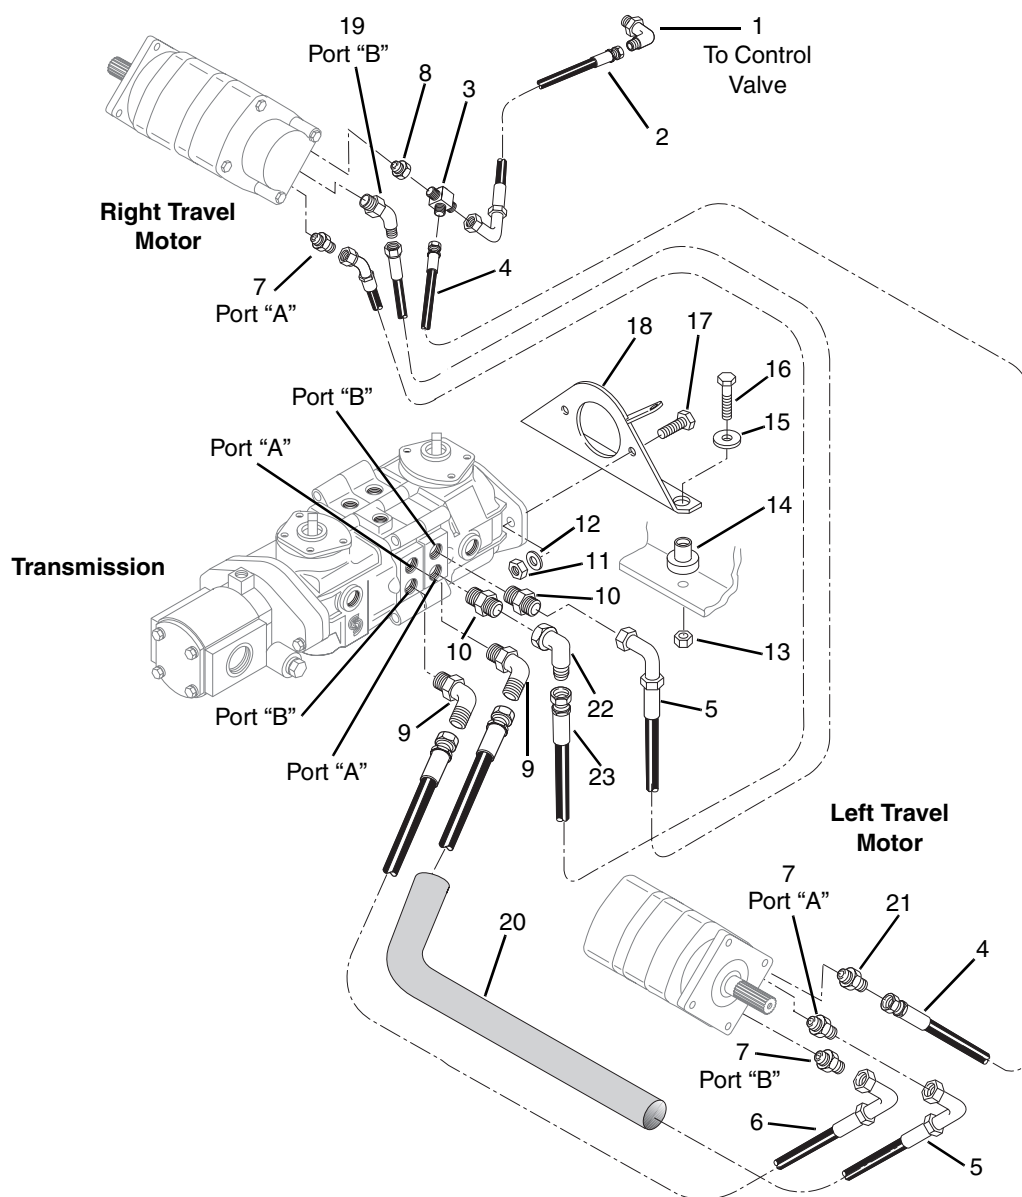 19
Port “B”
8
3
1
To Control
Valve
2
Right Travel
Motor
7
Port “A”
4
18
17
16
15
Port “B”
Port “A”
14
12
11
10
Transmission
13
10
22
5
9
Port “B”
9
23
Port “A”
Left Travel
Motor
7
Port “A”
21
4
20
7
Port “B”
6
5